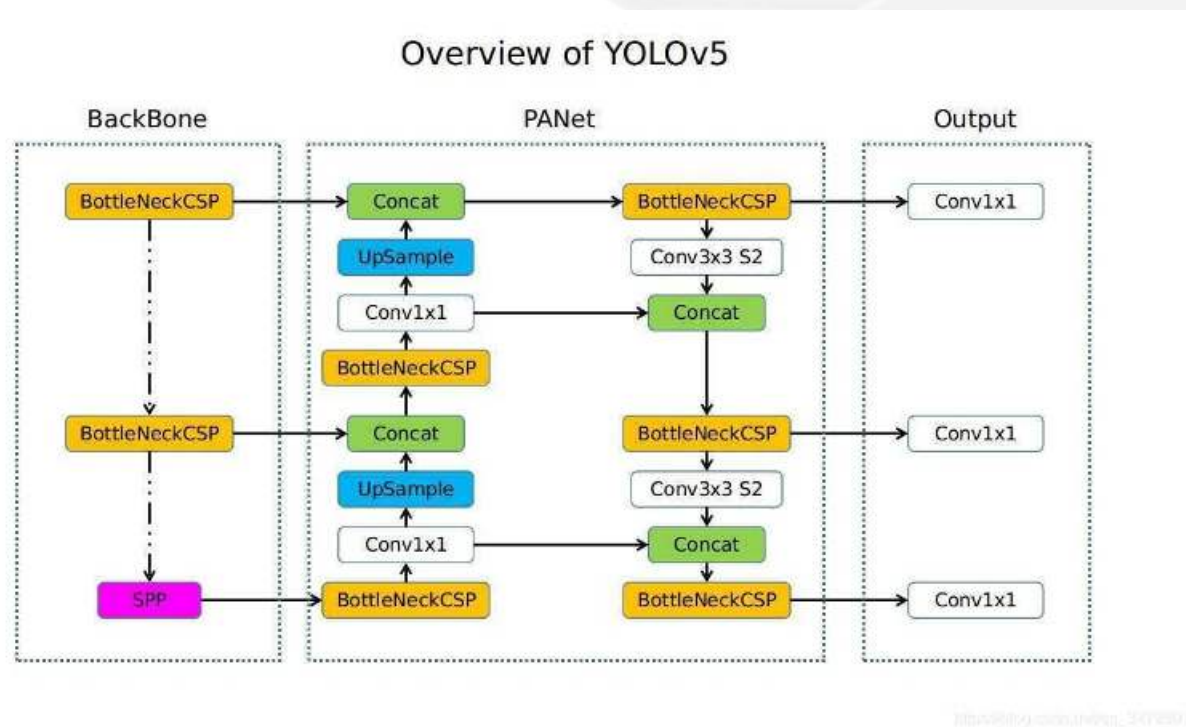 Overview of YOLOv5
BackBone
PANet
Output
BottleNeckCSP
Concat
BottleNeckCSP
Conv1x1
UpSample
Conv3x3 S2
Conv1x1
Concat
BottleNeckCSP
BottleNeckCSP
Concat
BottleNeckCSP
Conv1x1
UpSample
Conv3x3 S2
Conv1x1
Concat
SPP
BottleNeckCSP
BottleNeckCSP
Conv1x1